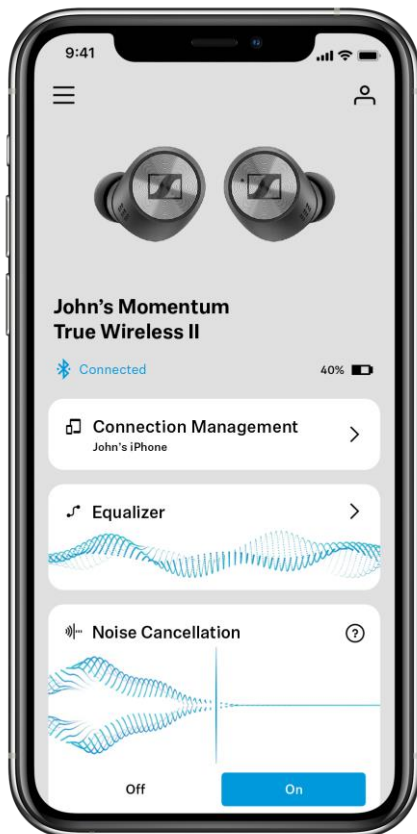 9:41
John's Momentum
True Wireless II
Connected
40%
Connection Management
John's iPhone
Equalizer
Noise Cancellation
?
Off
On